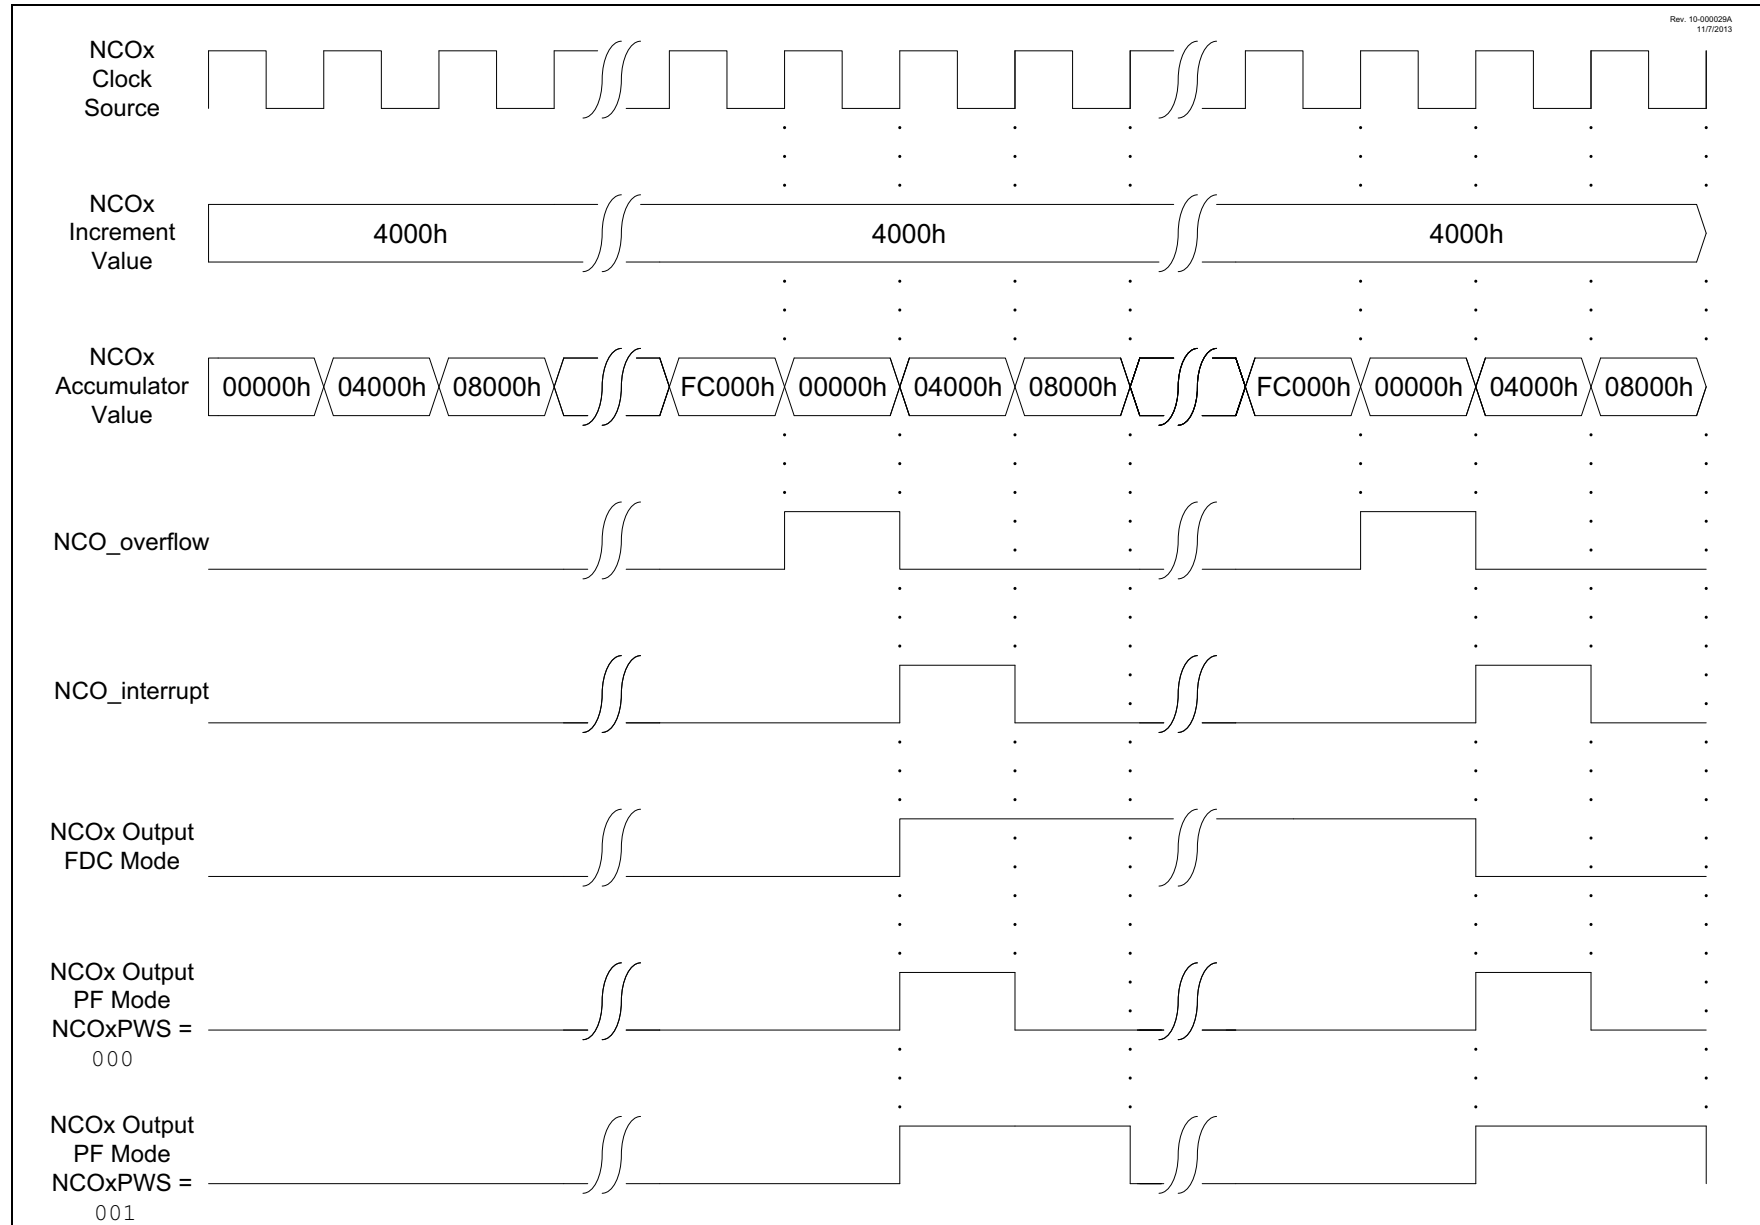 Rev. 10-000029A
11/7/2013
NCOx
Clock
Source
NCOx
Increment
Value
4000h
4000h
4000h
NCOx
Accumulator
Value
00000h 04000h 08000h FC000h 00000h 04000h 08000h FC000h 00000h 04000h 08000h
NCO_overflow
NCO_interrupt
NCOx Output
FDC Mode
NCOx Output
PF Mode
NCOxPWS =
000
NCOx Output
PF Mode
NCOxPWS =
001